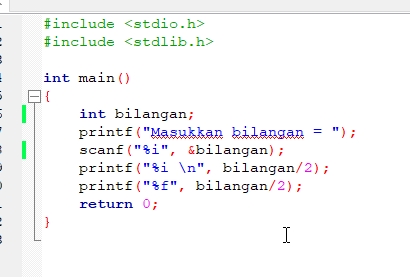 #include <stdio.h>
#include <stdlib.h>
int main()
{
int bilangan;
printf("Masukkan bilangan = ");
scanf("%i", &bilangan);
printf("%i \n", bilangan/2);
printf("%f", bilangan/2);
return 0;
}